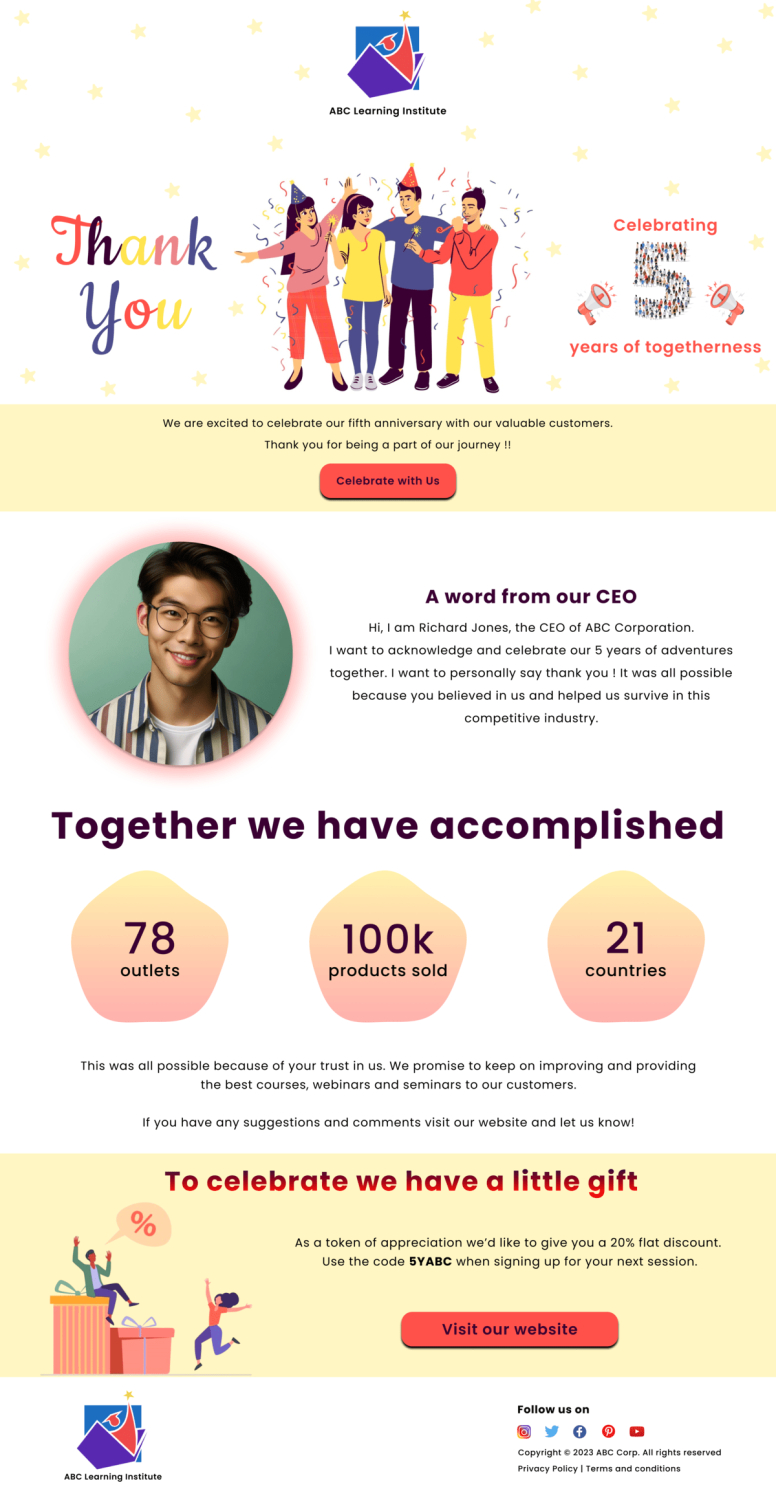 ABC Learning Institute
Thank
You
Celebrating
5
years of togetherness
We are excited to celebrate our fifth anniversary with our valuable customers.
Thank you for being a part of our journey !!
Celebrate with Us
A word from our CEO
Hi, I am Richard Jones, the CEO of ABC Corporation.
I want to acknowledge and celebrate our 5 years of adventures
together. I want to personally say thank you ! It was all possible
because you believed in us and helped us survive in this
competitive industry.
Together we have accomplished
78
outlets
100k
products sold
21
countries
This was all possible because of your trust in us. We promise to keep on improving and providing
the best courses, webinars and seminars to our customers.
If you have any suggestions and comments visit our website and let us know!
To celebrate we have a little gift
%
As a token of appreciation we’d like to give you a 20% flat discount.
Use the code 5YABC when signing up for your next session.
Visit our website
ABC Learning Institute
Follow us on
Copyright © 2023 ABC Corp. All rights reserved
Privacy Policy | Terms and conditions